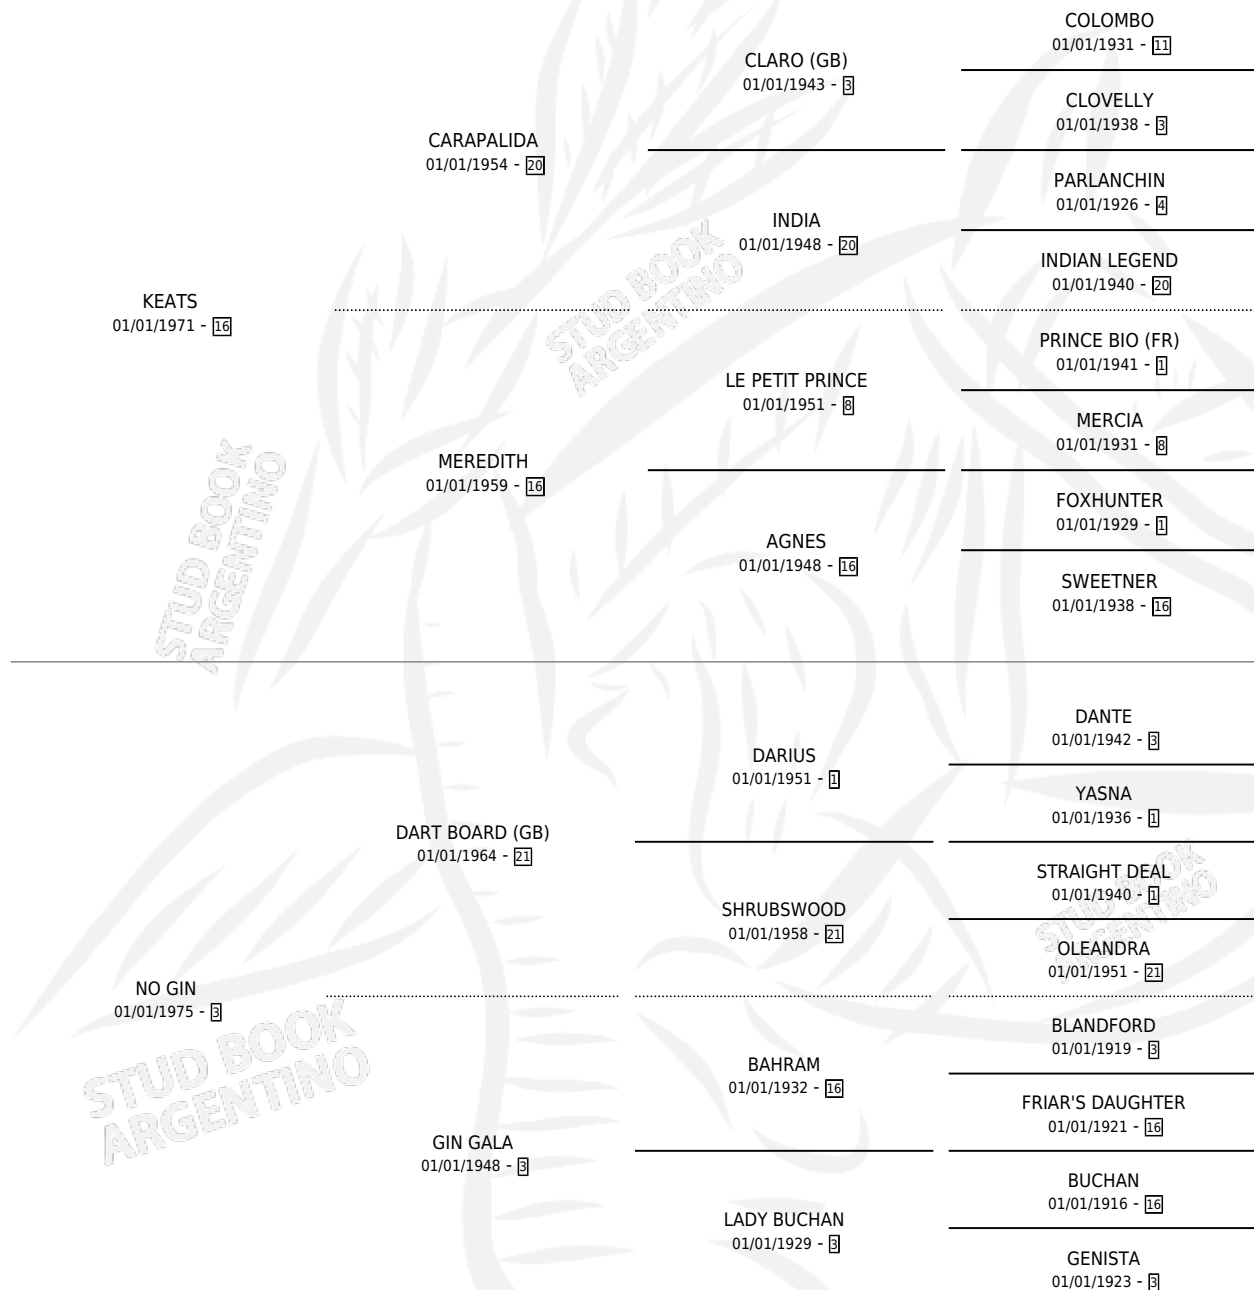 COLOMBO
01/01/1931 - 11
CLARO (GB)
01/01/1943 - 3
CLOVELLY
01/01/1938 - 3
CARAPALIDA
01/01/1954 - 20
PARLANCHIN
01/01/1926 - 4
INDIA
01/01/1948 - 20
INDIAN LEGEND
01/01/1940 - 20
KEATS
01/01/1971 - 16
PRINCE BIO (FR)
01/01/1941 - 1
LE PETIT PRINCE
01/01/1951 - 8
MERCIA
01/01/1931 - 8
MEREDITH
01/01/1959 - 16
FOXHUNTER
01/01/1929 - 1
AGNES
01/01/1948 - 16
SWEETNER
01/01/1938 - 16
DANTE
01/01/1942 - 3
DARIUS
01/01/1951 - 1
YASNA
01/01/1936 - 1
DART BOARD (GB)
01/01/1964 - 21
STRAIGHT DEAL
01/01/1940 - 1
SHRUBSWOOD
01/01/1958 - 21
OLEANDRA
01/01/1951 - 21
NO GIN
01/01/1975 - 3
BLANDFORD
01/01/1919 - 3
BAHRAM
01/01/1932 - 16
FRIAR'S DAUGHTER
01/01/1921 - 16
GIN GALA
01/01/1948 - 3
BUCHAN
01/01/1916 - 16
LADY BUCHAN
01/01/1929 - 3
GENISTA
01/01/1923 - 3
STUD BOOK
ARGENTINO
STUD BOOK
ARGENTINO
STUD BOOK
ARGENTINO
STUD BOOK
ARGENTINO